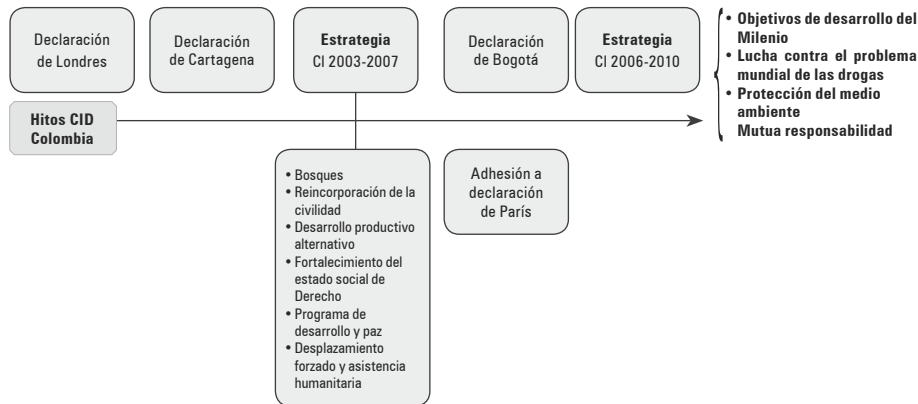 Declaración
de Londres
Declaración
de Cartagena
Estrategia
CI 2003-2007
Declaración
de Bogotá
Estrategia
CI 2006-2010
• Objetivos de desarrollo del
Milenio
• Lucha contra el problema
mundial de las drogas
• Protección del medio
ambiente
Mutua responsabilidad
Hitos CID
Colombia
• Bosques
• Reincorporación de la
civilidad
• Desarrollo productivo
alternativo
• Fortalecimiento del
estado social de
Derecho
• Programa de
desarrollo y paz
• Desplazamiento
forzado y asistencia
humanitaria
Adhesión a
declaración
de París